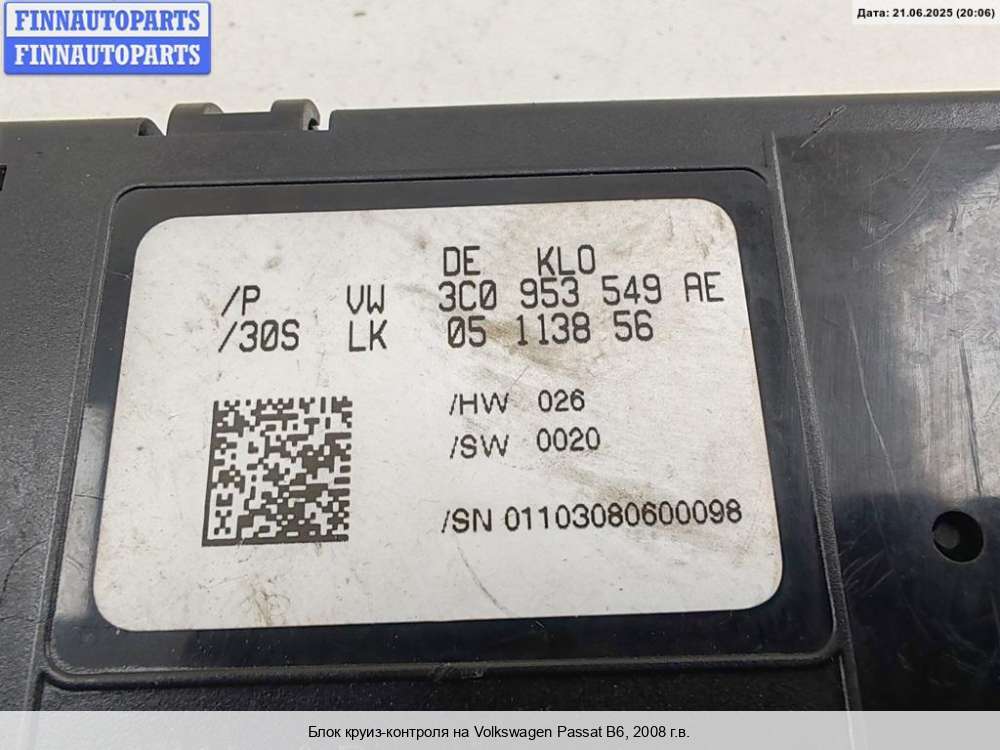 FINNAUTOPARTS
FINNAUTOPARTS
Дата: 21.06.2025 (20:06)
DE KLO
/P VW 3C0 953 549 AE
/30S LK 05 1138 56
/HW 026
/SW 0020
/SN 01103080600098
Блок круиз-контроля на Volkswagen Passat B6, 2008 г.в.